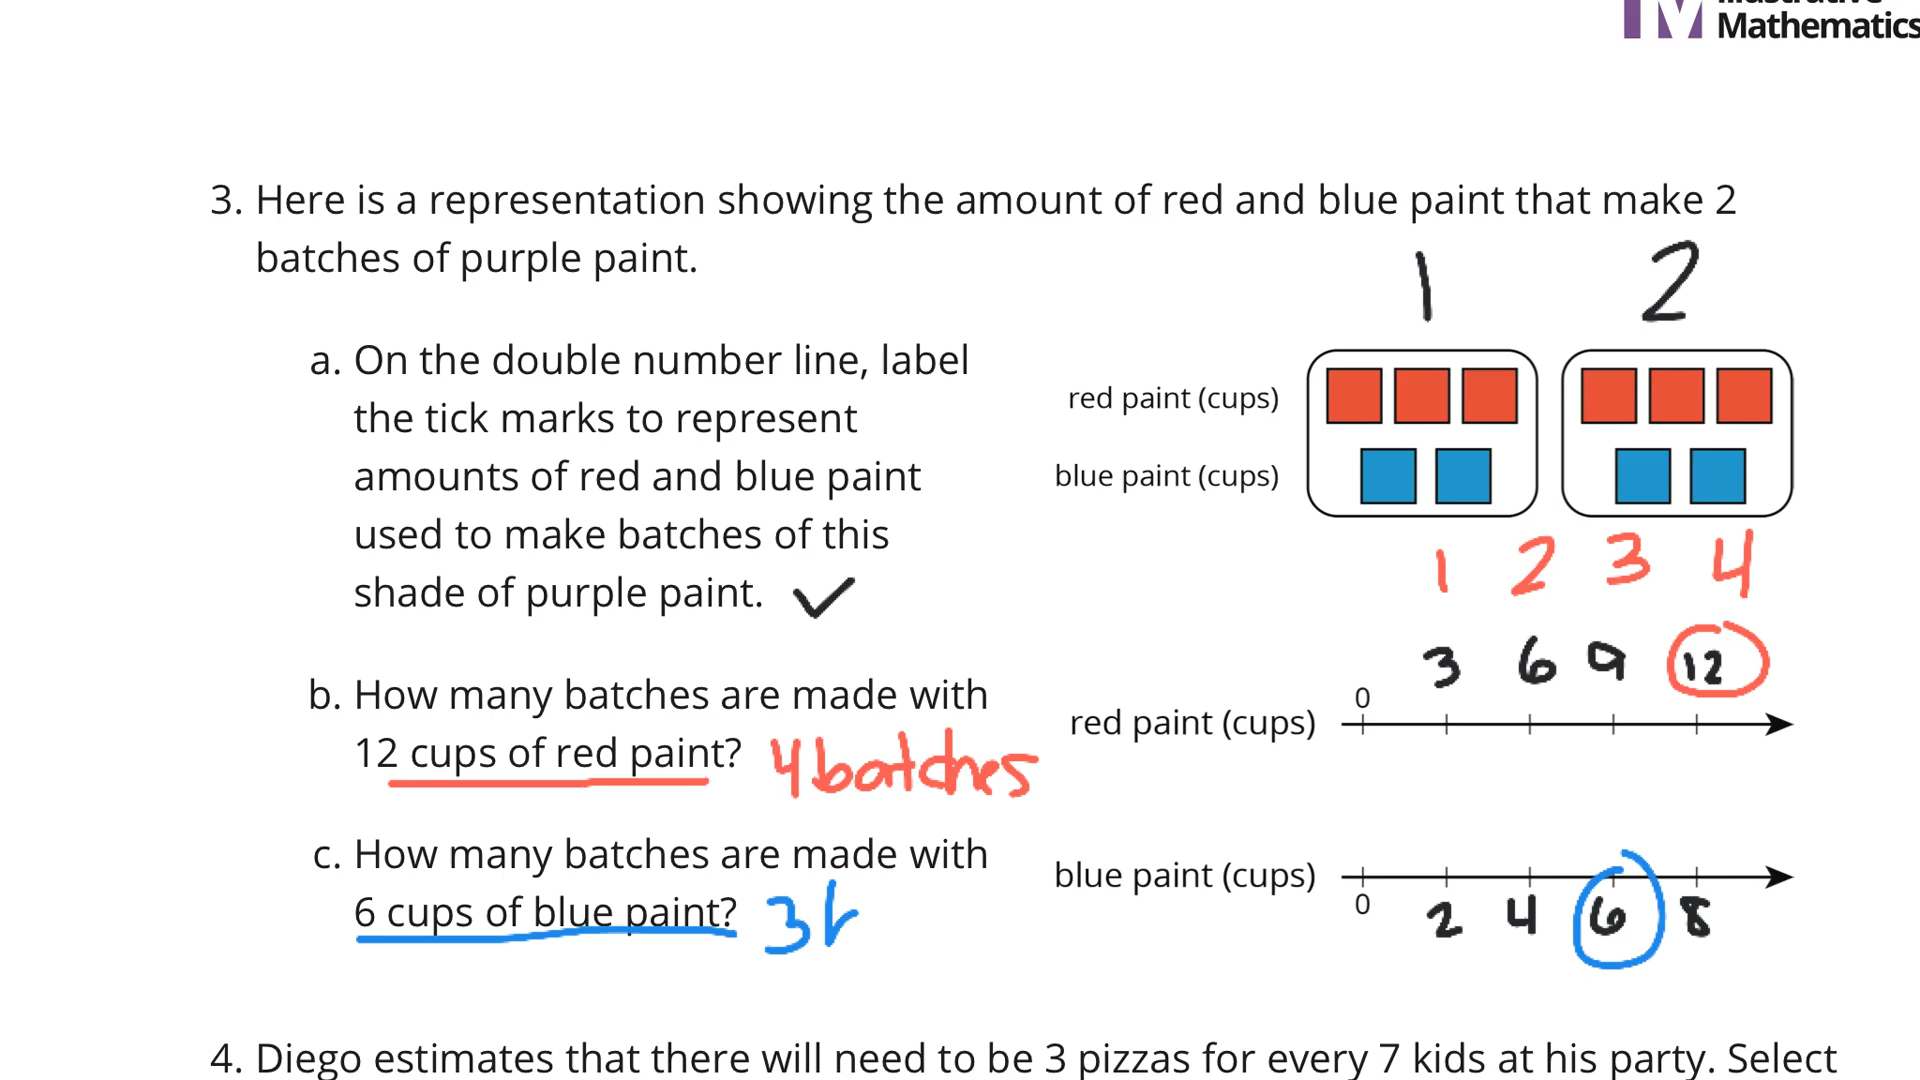 Mathematics
3. Here is a representation showing the amount of red and blue paint that make 2
batches of purple paint.
1 2
a. On the double number line, label
the tick marks to represent
amounts of red and blue paint
used to make batches of this
shade of purple paint.
red paint (cups)
blue paint (cups)
1 2 3 4
3 6 9 12
0
red paint (cups)
b. How many batches are made with
12 cups of red paint? 4 batches
c. How many batches are made with
6 cups of blue paint? 3
blue paint (cups)
0 2 4 6 8
4. Diego estimates that there will need to be 3 pizzas for every 7 kids at his party. Select